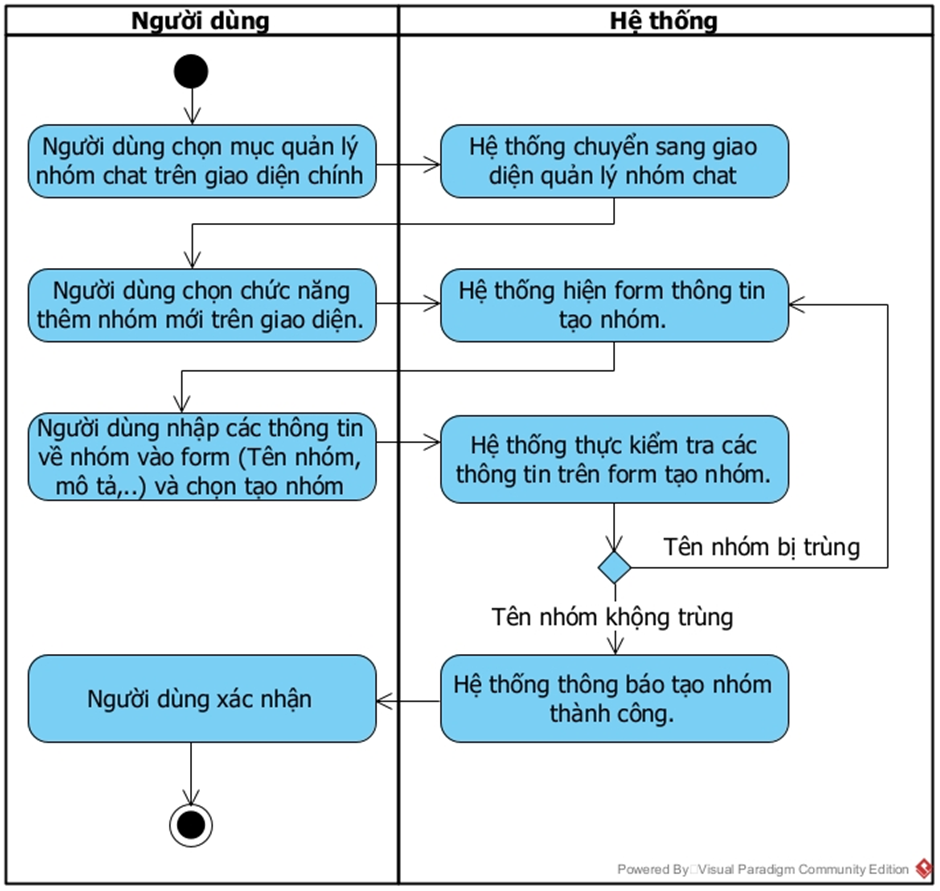 Người dùng
Hệ thống
Người dùng chọn mục quản lý
nhóm chat trên giao diện chính
Hệ thống chuyển sang giao
diện quản lý nhóm chat
Người dùng chọn chức năng
thêm nhóm mới trên giao diện.
Hệ thống hiện form thông tin
tạo nhóm.
Người dùng nhập các thông tin
về nhóm vào form (Tên nhóm,
mô tả,..) và chọn tạo nhóm
Hệ thống thực kiểm tra các
thông tin trên form tạo nhóm.
Tên nhóm bị trùng
Tên nhóm khộng trùng
Người dùng xác nhận
Hệ thống thông báo tạo nhóm
thành công.
Powered By Visual Paradigm Community Edition